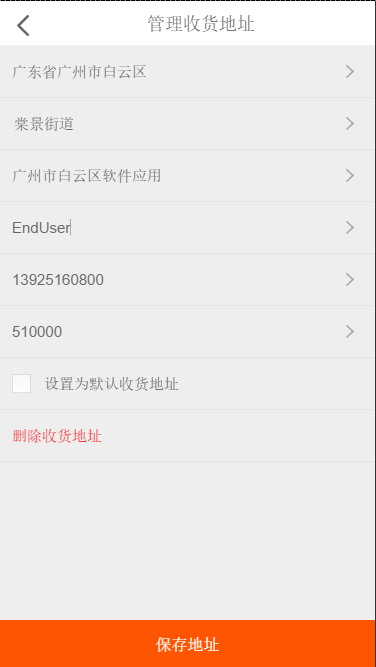 管理收货地址
广东省广州市白云区
棠景街道
广州市白云区软件应用
EndUser
13925160800
510000
设置为默认收货地址
删除收货地址
保存地址